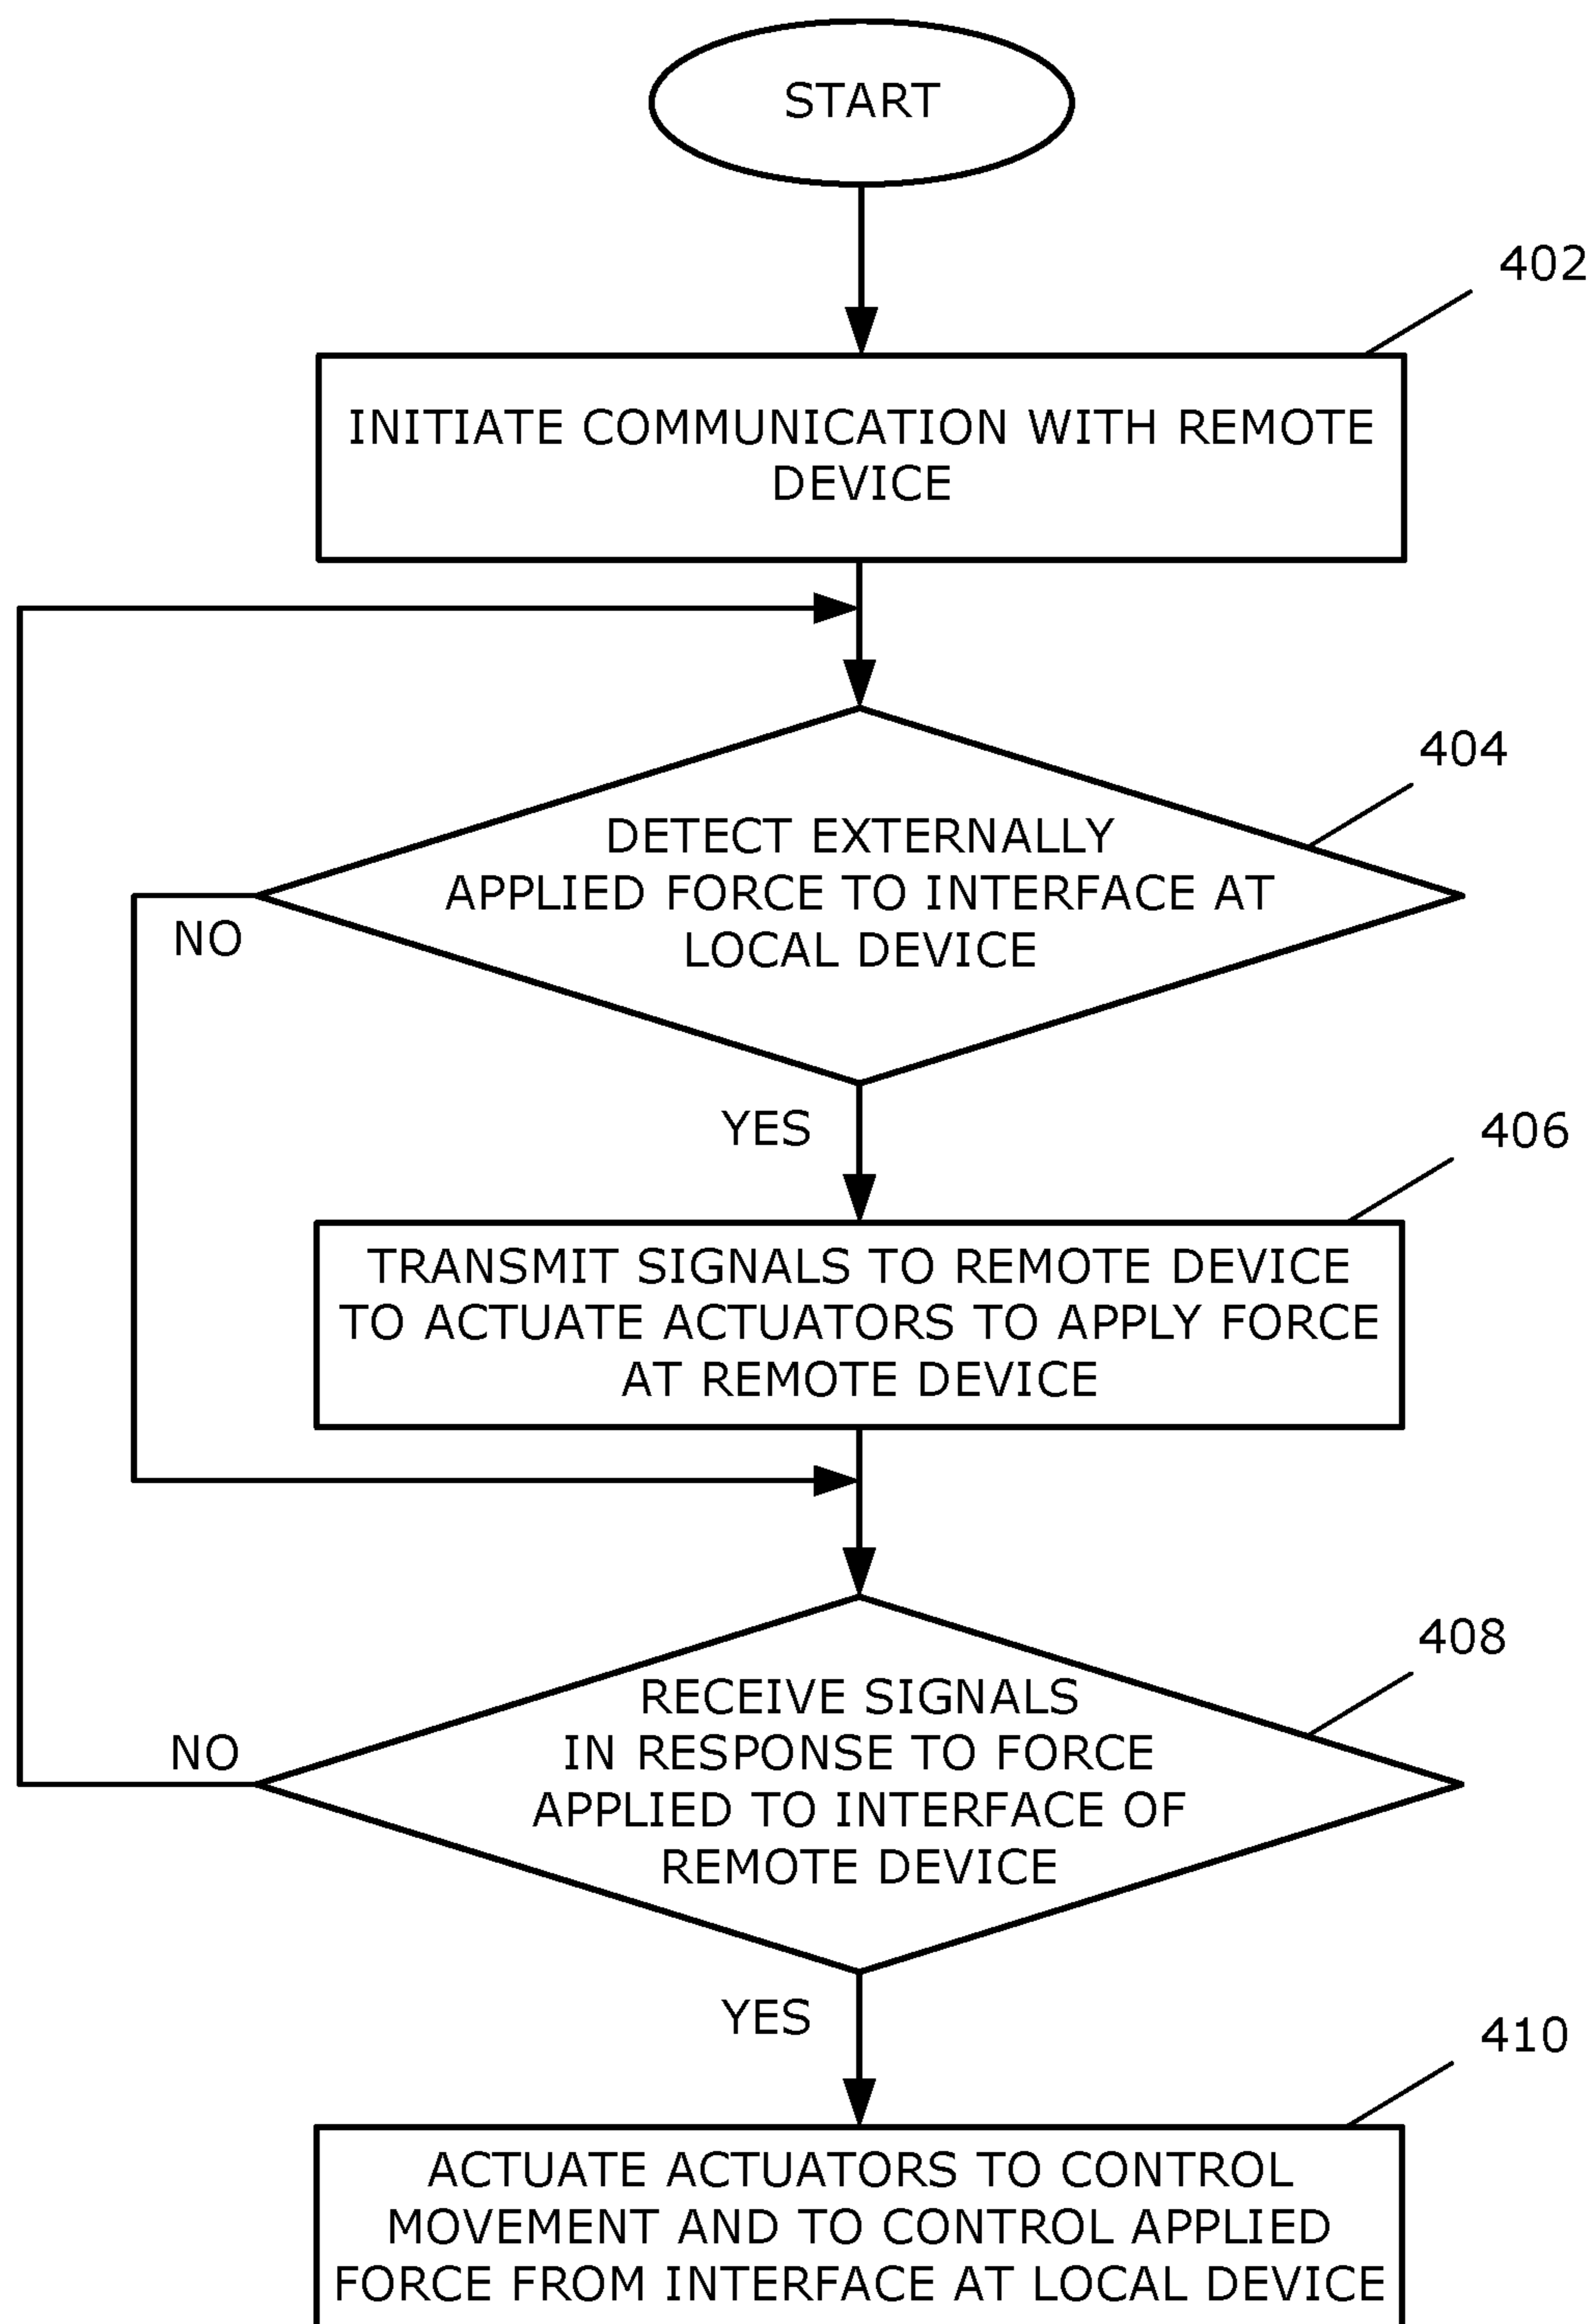 START
402
INITIATE COMMUNICATION WITH REMOTE
DEVICE
404
DETECT EXTERNALLY
APPLIED FORCE TO INTERFACE AT
LOCAL DEVICE
NO
YES
406
TRANSMIT SIGNALS TO REMOTE DEVICE
TO ACTUATE ACTUATORS TO APPLY FORCE
AT REMOTE DEVICE
408
RECEIVE SIGNALS
IN RESPONSE TO FORCE
APPLIED TO INTERFACE OF
REMOTE DEVICE
NO
YES
410
ACTUATE ACTUATORS TO CONTROL
MOVEMENT AND TO CONTROL APPLIED
FORCE FROM INTERFACE AT LOCAL DEVICE